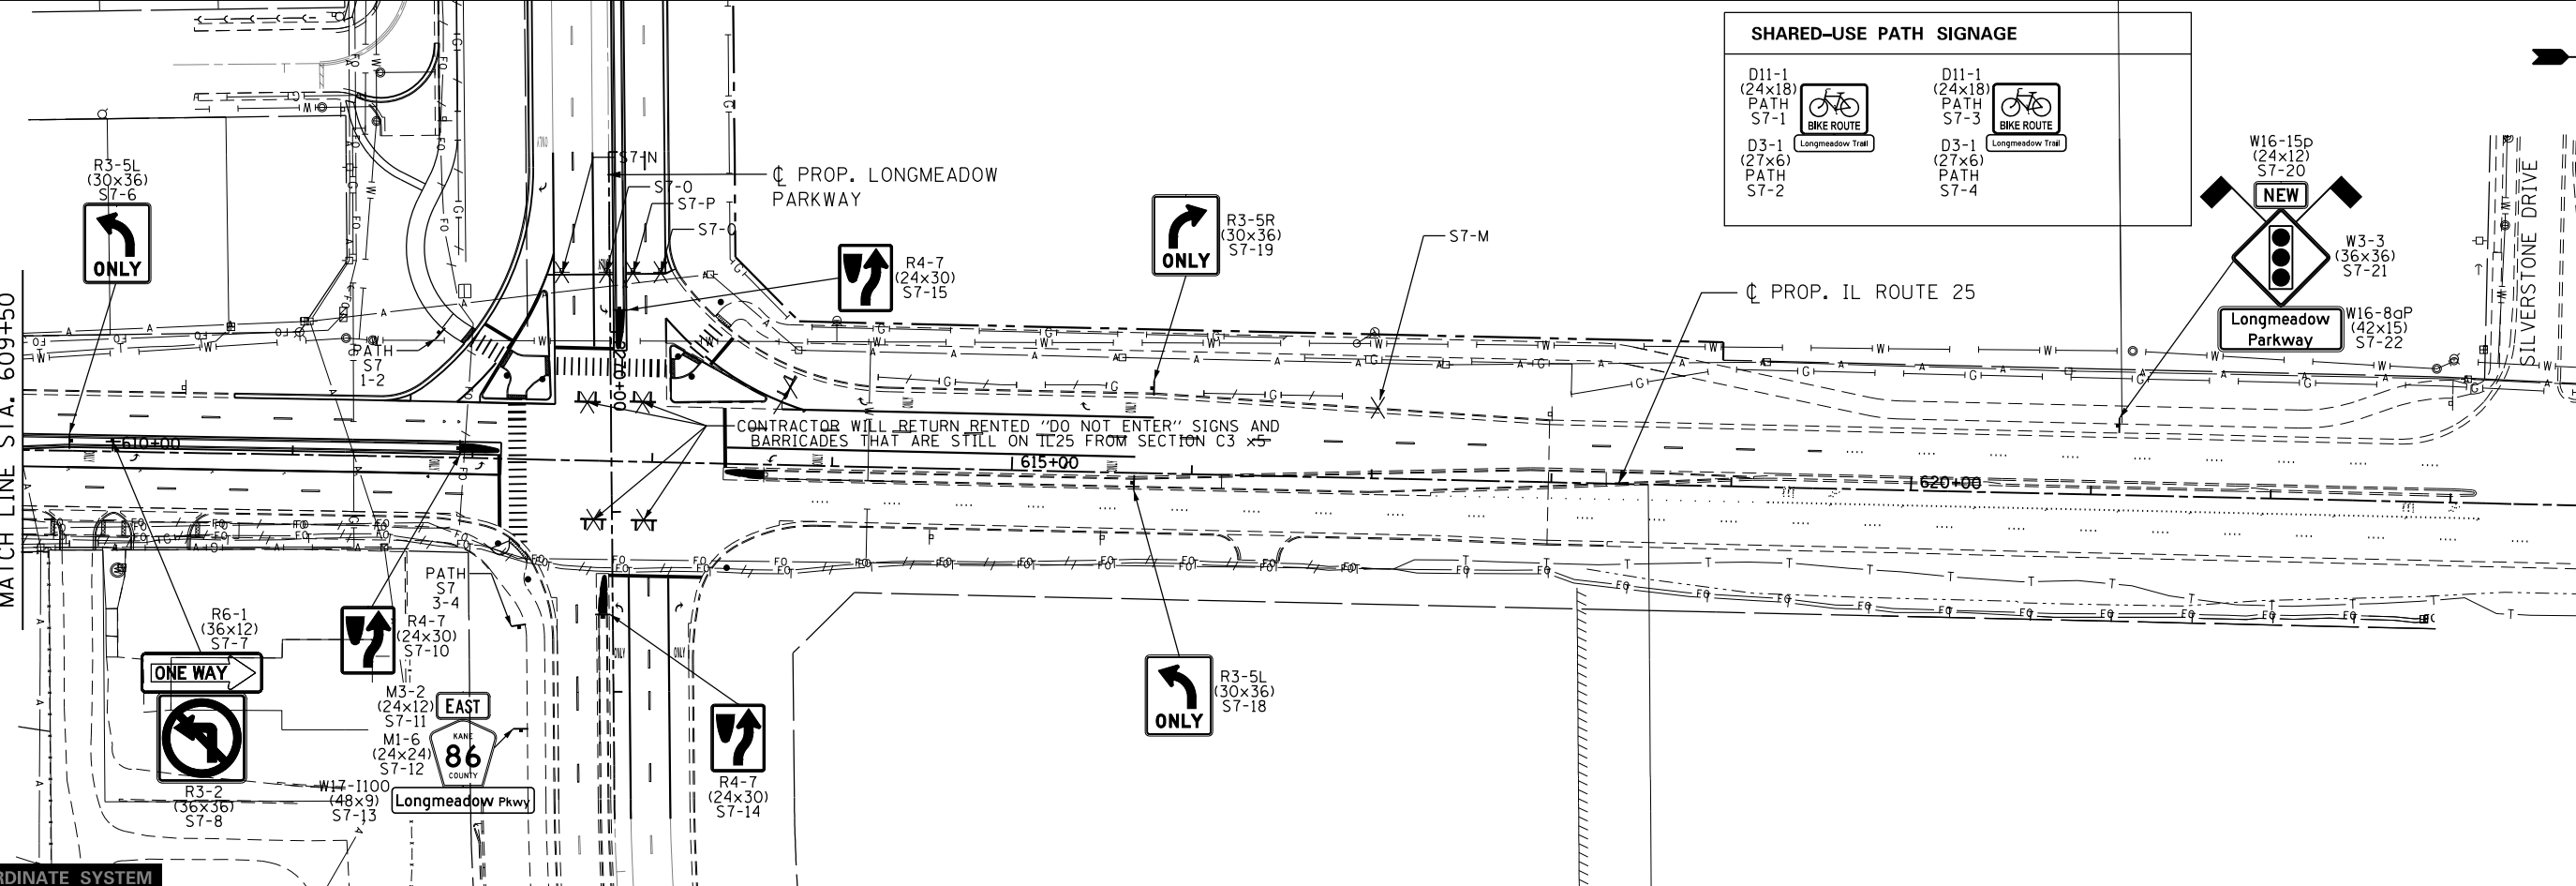 SHARED-USE PATH SIGNAGE
D11-1
(24x18)
PATH
S7-1
BIKE ROUTE
Longmeadow Trail
D3-1
(27x6)
PATH
S7-2
D11-1
(24x18)
PATH
S7-3
BIKE ROUTE
Longmeadow Trail
D3-1
(27x6)
PATH
S7-4
W16-15p
(24x12)
S7-20
NEW
W3-3
(36x36)
S7-21
Longmeadow
Parkway
W16-8aP
(42x15)
S7-22
SILVERSTONE DRIVE
R3-5L
(30x36)
S7-6
ONLY
S7-N
S7-O
S7-P
℄ PROP. LONGMEADOW
PARKWAY
R4-7
(24x30)
S7-15
R3-5R
(30x36)
S7-19
ONLY
S7-M
℄ PROP. IL ROUTE 25
MATCH LINE STA. 609+50
PATH
S7
1-2
CONTRACTOR WILL RETURN RENTED "DO NOT ENTER" SIGNS AND
BARRICADES THAT ARE STILL ON IL25 FROM SECTION C3 x5
610+00
615+00
620+00
PATH
S7
3-4
R6-1
(36x12)
S7-7
ONE WAY
R3-2
(36x36)
S7-8
R4-7
(24x30)
S7-10
M3-2
(24x12)
S7-11
EAST
M1-6
(24x24)
S7-12
KANE
86
COUNTY
W17-I100
(48x9)
S7-13
Longmeadow Pkwy
R4-7
(24x30)
S7-14
R3-5L
(30x36)
S7-18
ONLY
RDINATE SYSTEM